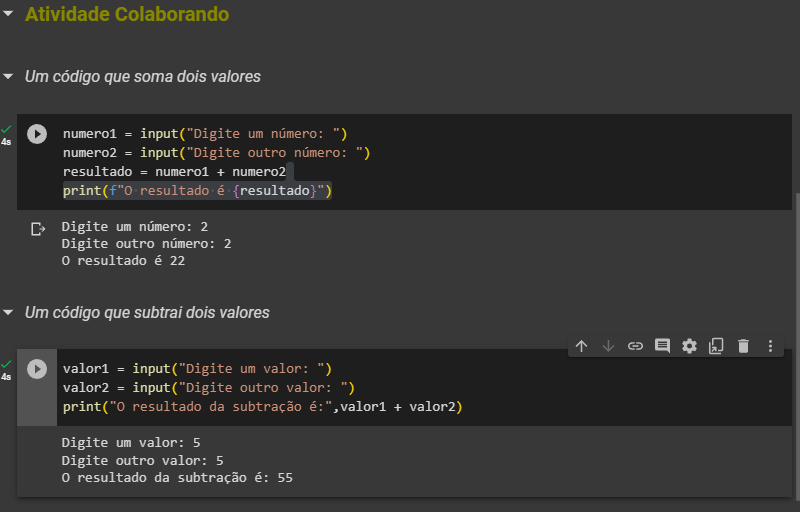 Atividade Colaborando
Um código que soma dois valores
4s
numero1 = input("Digite um número: ")
numero2 = input("Digite outro número: ")
resultado = numero1 + numero2
print(f"O resultado é {resultado}")
Digite um número: 2
Digite outro número: 2
O resultado é 22
Um código que subtrai dois valores
4s
valor1 = input("Digite um valor: ")
valor2 = input("Digite outro valor: ")
print("O resultado da subtração é:",valor1 + valor2)
Digite um valor: 5
Digite outro valor: 5
O resultado da subtração é: 55